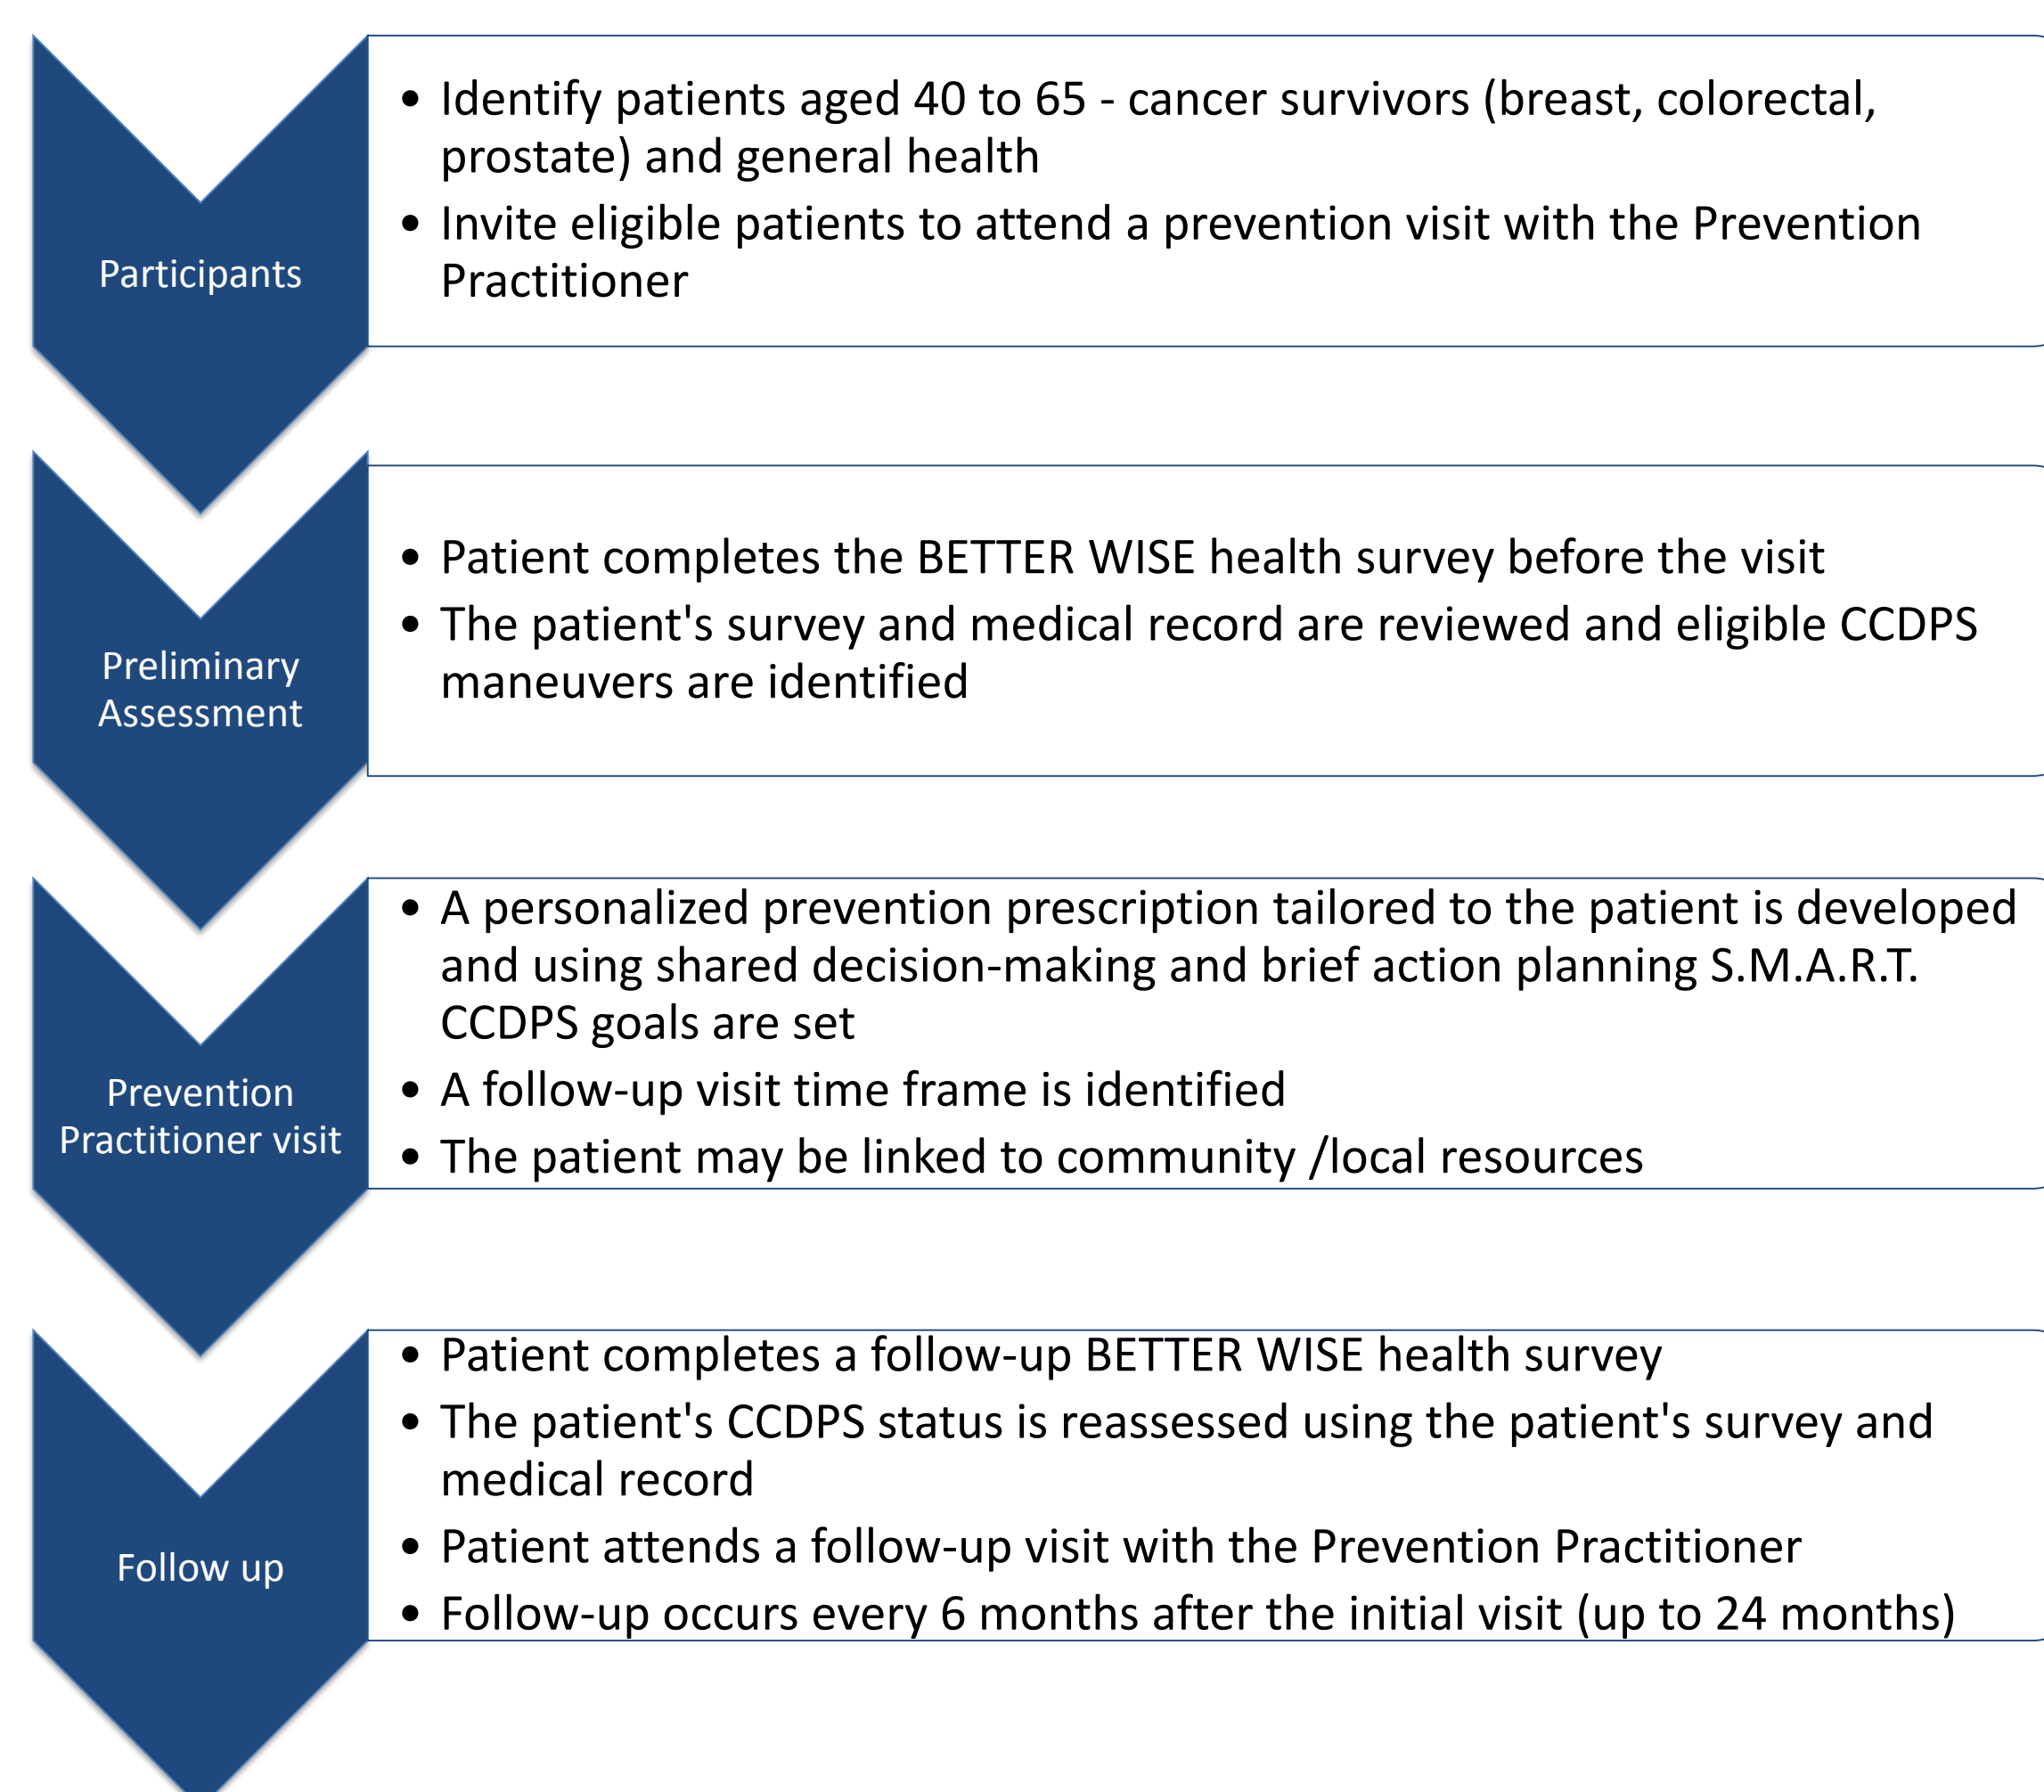 Participants
• Identify patients aged 40 to 65 - cancer survivors (breast, colorectal,
prostate) and general health
• Invite eligible patients to attend a prevention visit with the Prevention
Practitioner
Preliminary
Assessment
• Patient completes the BETTER WISE health survey before the visit
• The patient's survey and medical record are reviewed and eligible CCDPS
maneuvers are identified
Prevention
Practitioner visit
• A personalized prevention prescription tailored to the patient is developed
and using shared decision-making and brief action planning S.M.A.R.T.
CCDPS goals are set
• A follow-up visit time frame is identified
• The patient may be linked to community /local resources
Follow up
• Patient completes a follow-up BETTER WISE health survey
• The patient's CCDPS status is reassessed using the patient's survey and
medical record
• Patient attends a follow-up visit with the Prevention Practitioner
• Follow-up occurs every 6 months after the initial visit (up to 24 months)